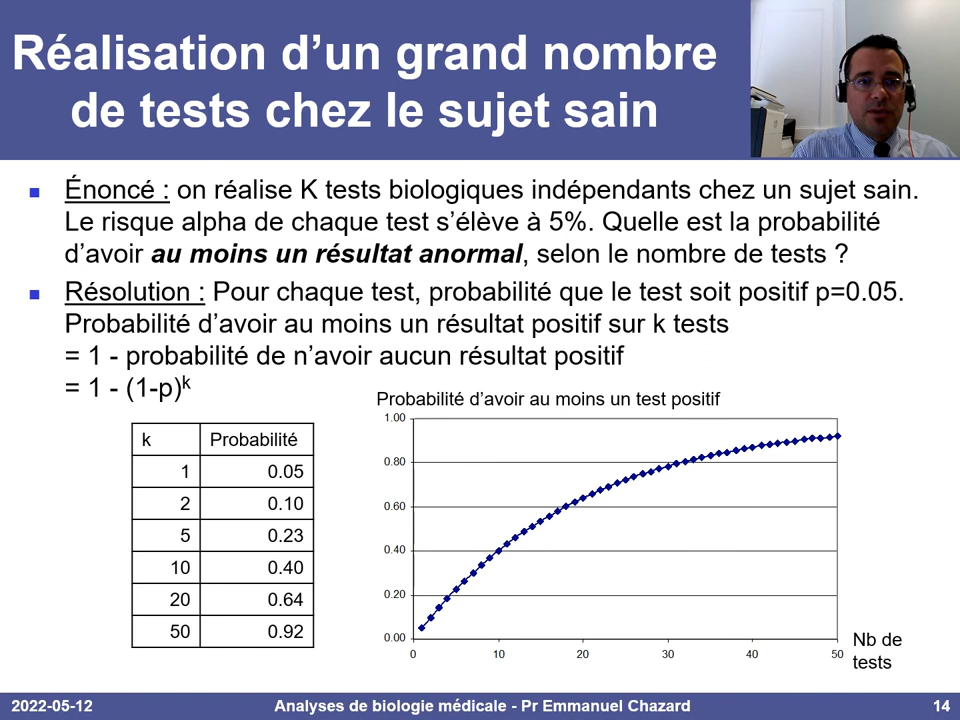 Réalisation d’un grand nombre
de tests chez le sujet sain
Énoncé : on réalise K tests biologiques indépendants chez un sujet sain.
Le risque alpha de chaque test s’élève à 5%. Quelle est la probabilité
d’avoir au moins un résultat anormal, selon le nombre de tests ?
Résolution : Pour chaque test, probabilité que le test soit positif p=0.05.
Probabilité d’avoir au moins un résultat positif sur k tests
= 1 - probabilité de n’avoir aucun résultat positif
= 1 - (1-p)^k
k Probabilité
1 0.05
2 0.10
5 0.23
10 0.40
20 0.64
50 0.92
Probabilité d’avoir au moins un test positif
1.00
0.80
0.60
0.40
0.20
0.00
0 10 20 30 40 50
Nb de
tests
2022-05-12 Analyses de biologie médicale - Pr Emmanuel Chazard 14